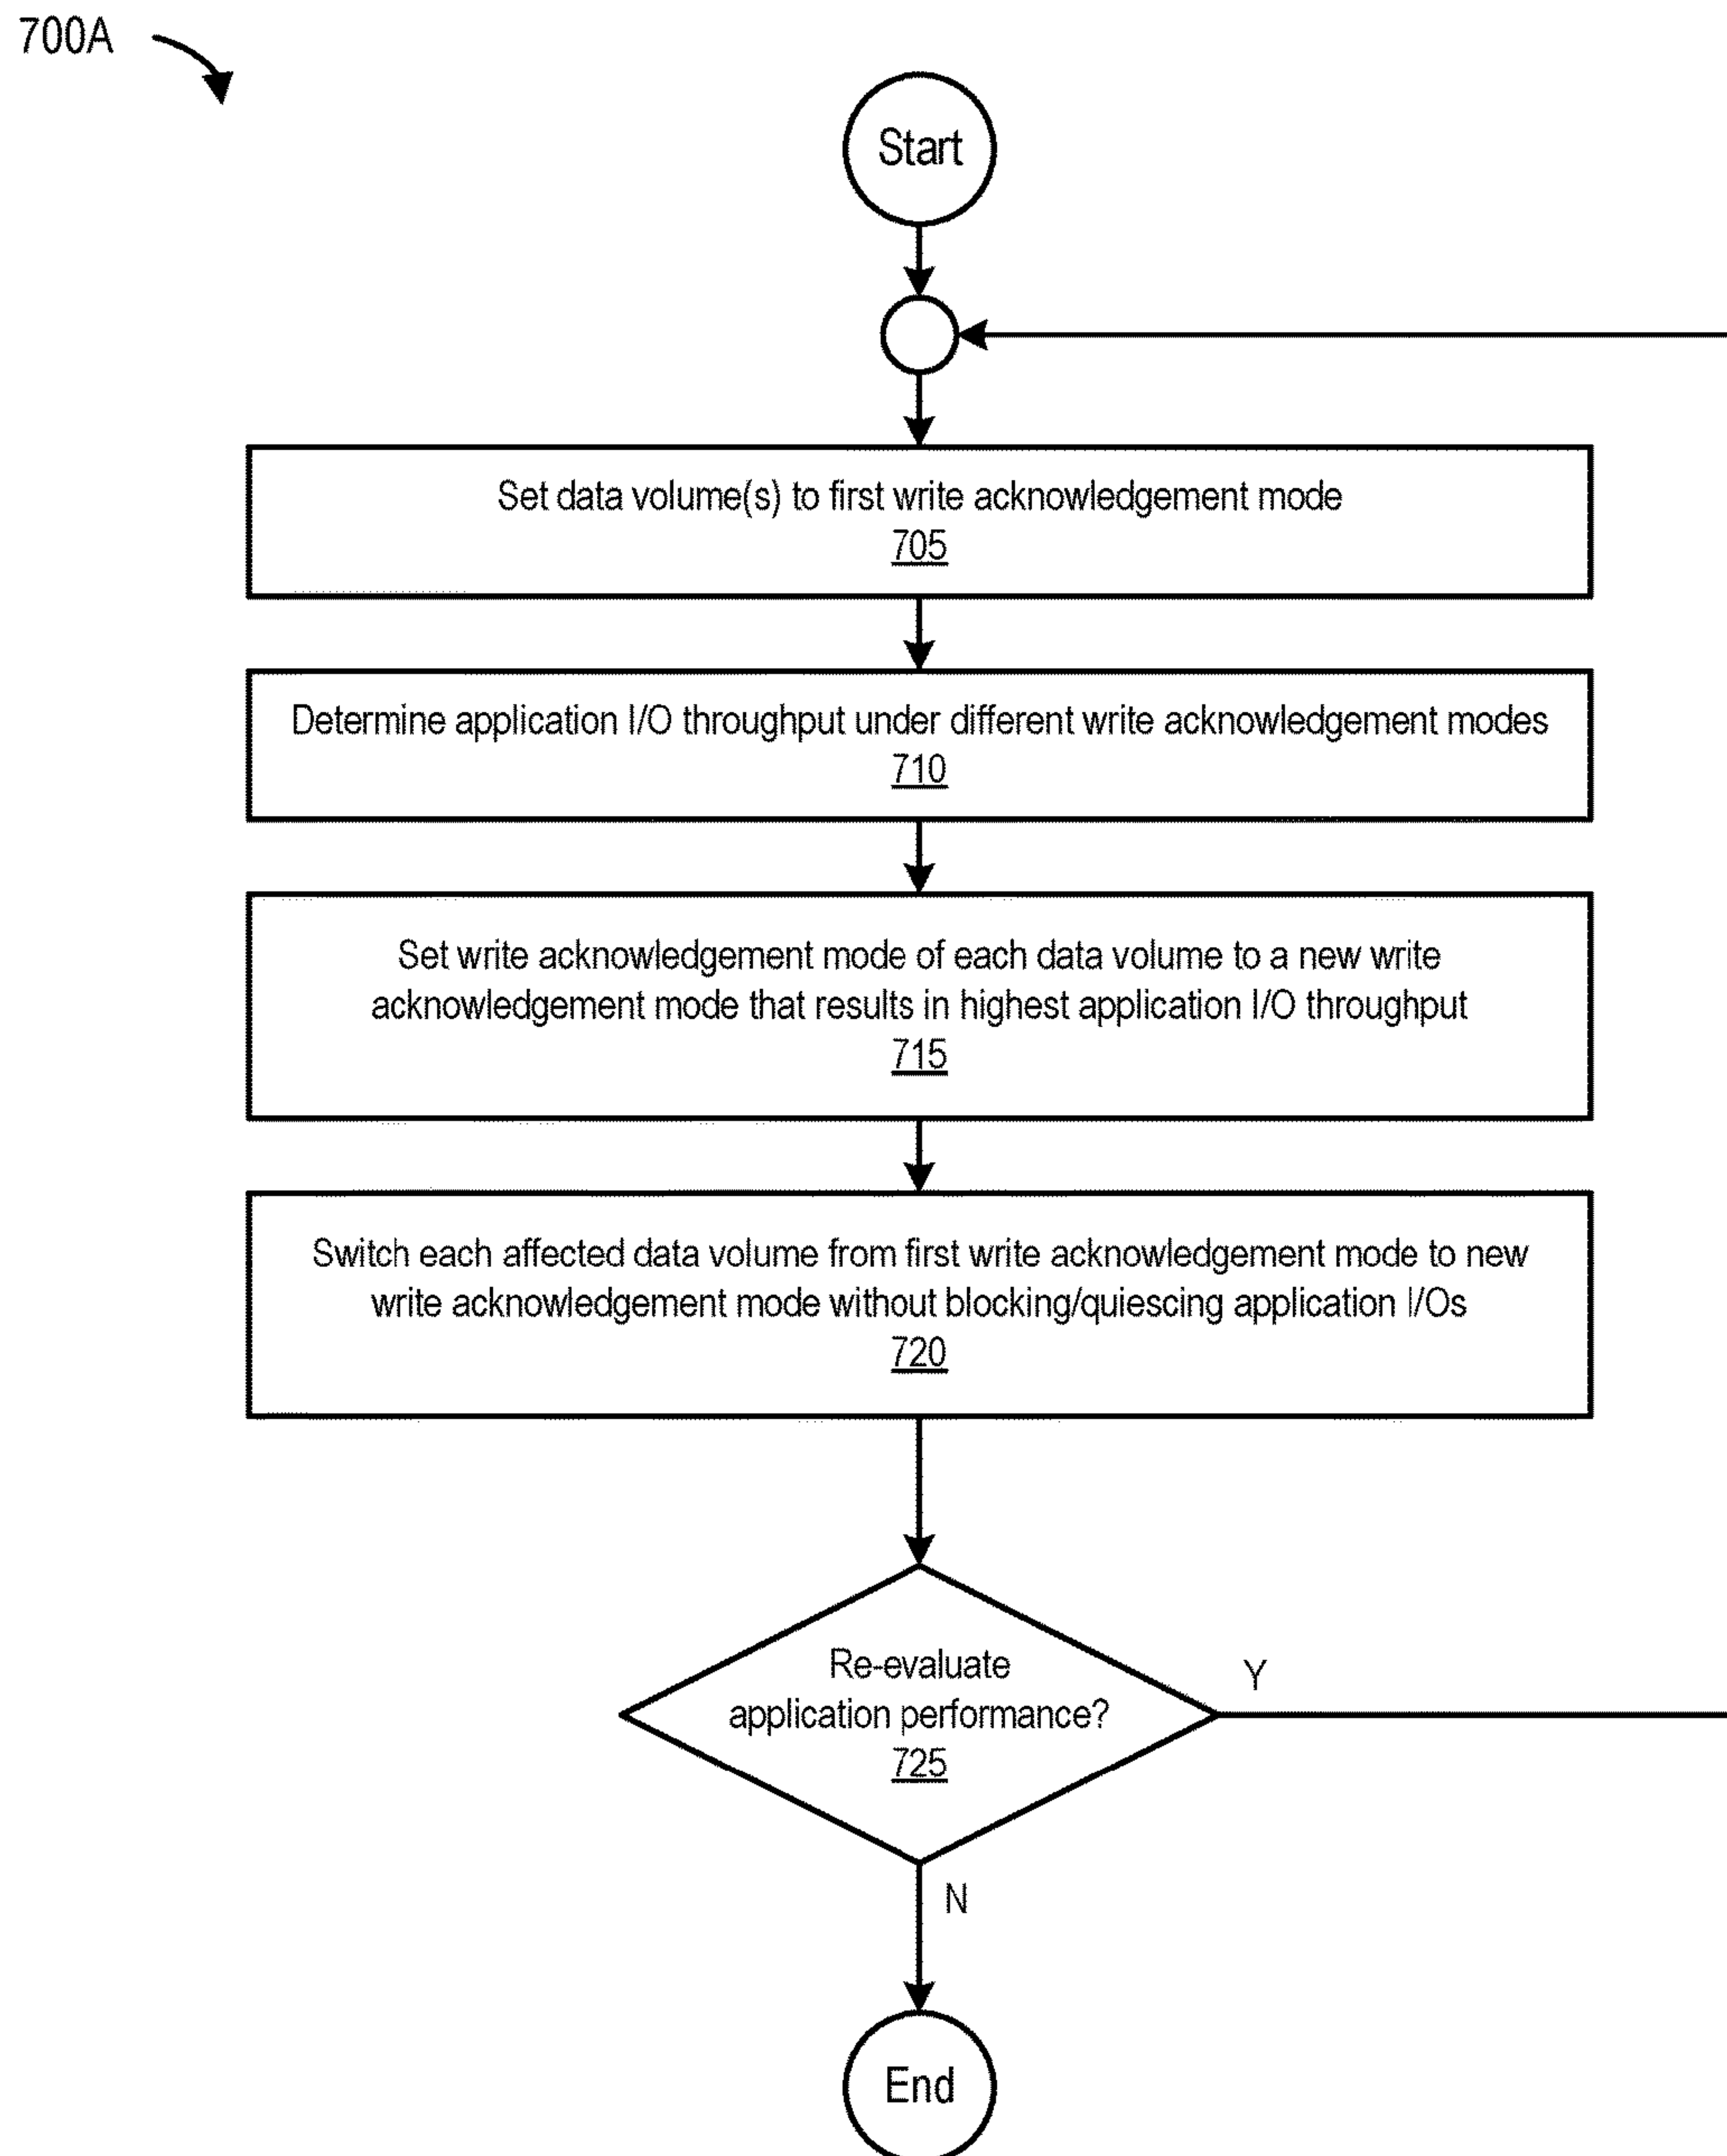 700A
Start
Set data volume(s) to first write acknowledgement mode
705
Determine application I/O throughput under different write acknowledgement modes
710
Set write acknowledgement mode of each data volume to a new write
acknowledgement mode that results in highest application I/O throughput
715
Switch each affected data volume from first write acknowledgement mode to new
write acknowledgement mode without blocking/quiescing application I/Os
720
Re-evaluate
application performance?
725
Y
N
End